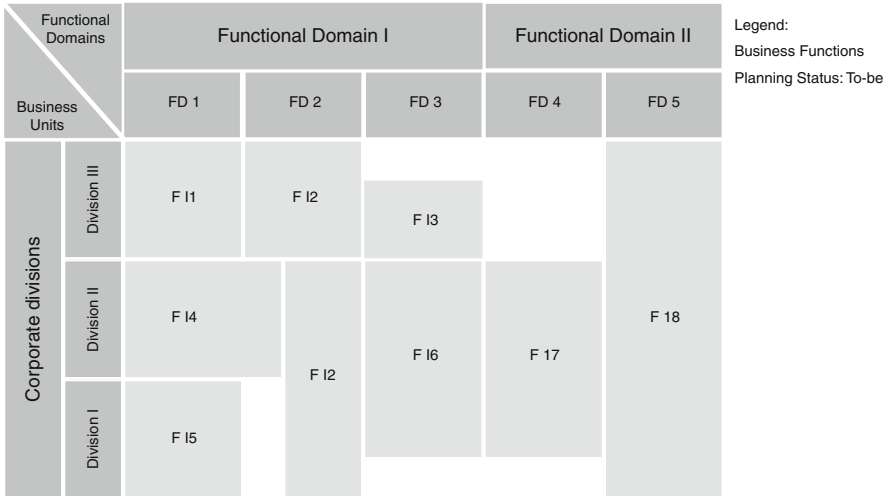 Functional
Domains
Business
Units
Functional Domain I
Functional Domain II
FD 1
FD 2
FD 3
FD 4
FD 5
Corporate divisions
Division III
Division II
Division I
F I1
F I2
F I3
F I4
F I2
F I6
F 17
F 18
F I5
Legend:
Business Functions
Planning Status: To-be